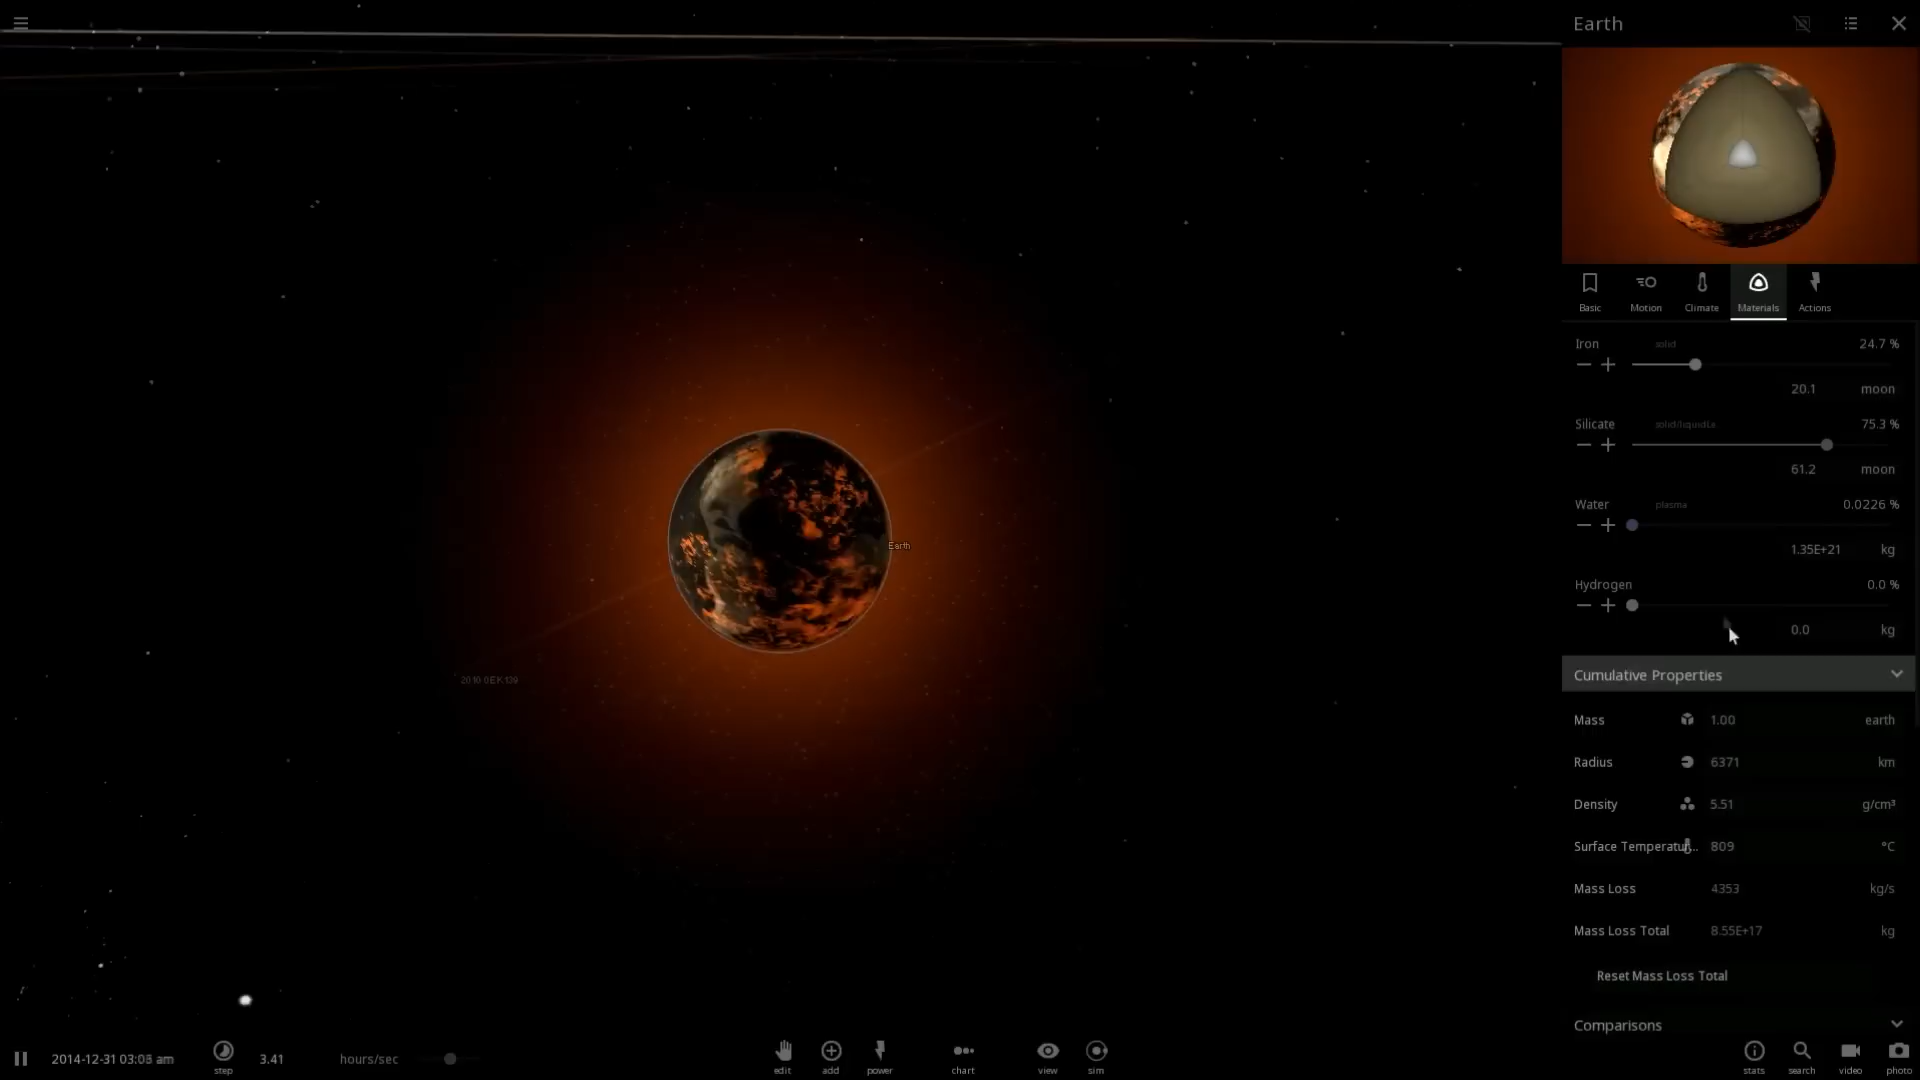 Earth
Basic
Motion
Climate
Materials
Actions
Iron solid 24.7 %
20.1 moon
Silicate 75.3 %
61.2 moon
Water plasma 0.0226 %
1.35E+21 kg
Hydrogen 0.0 %
0.0 kg
Cumulative Properties
Mass 1.00 earth
Radius 6371 km
Density 5.51 g/cm³
Surface Temperatur... 809 °C
Mass Loss 4353 kg/s
Mass Loss Total 8.55E+17 kg
Reset Mass Loss Total
Comparisons
Earth
2014-12-31 am
step
3.41 hours/sec
edit
add
power
chart
view
sim
stats
search
video
photo